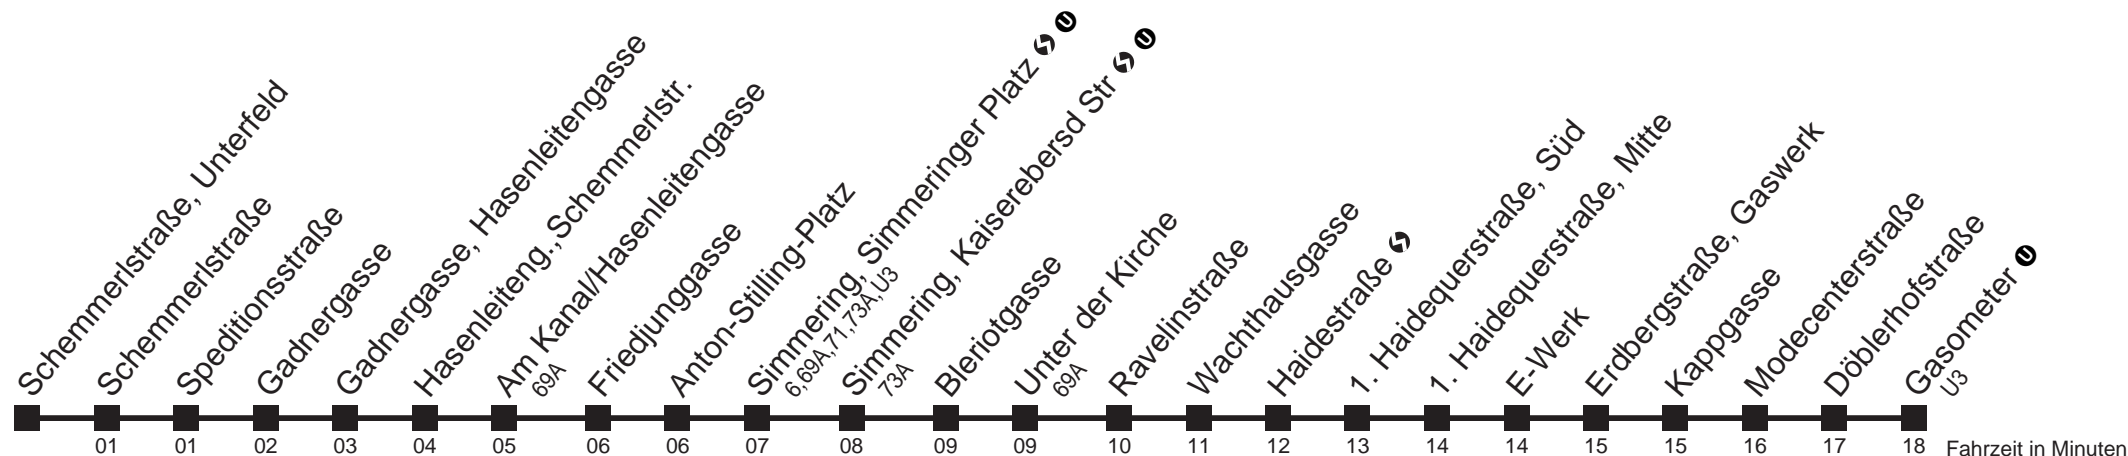 Schemmerlstraße, Unterfeld
Schemmerlstraße
Speditionsstraße
Gadnergasse
Gadnergasse, Hasenleitengasse
Hasenleiteng.,Schemmerlstr.
Am Kanal/Hasenleitengasse
69A
Friedjunggasse
Anton-Stilling-Platz
Simmering, Simmeringer Platz U
6,69A,71,73A,U3
Simmering, Kaiserebersd Str U
73A
Bleriotgasse
Unter der Kirche
69A
Ravelinstraße
Wachthausgasse
Haidestraße
1. Haidequerstraße, Süd
1. Haidequerstraße, Mitte
E-Werk
Erdbergstraße, Gaswerk
Kappgasse
Modecenterstraße
Döblerhofstraße
Gasometer U
U3
01 01 02 03 04 05 06 06 07 08 09 09 10 11 12 13 14 14 15 15 16 17 18 Fahrzeit in Minuten